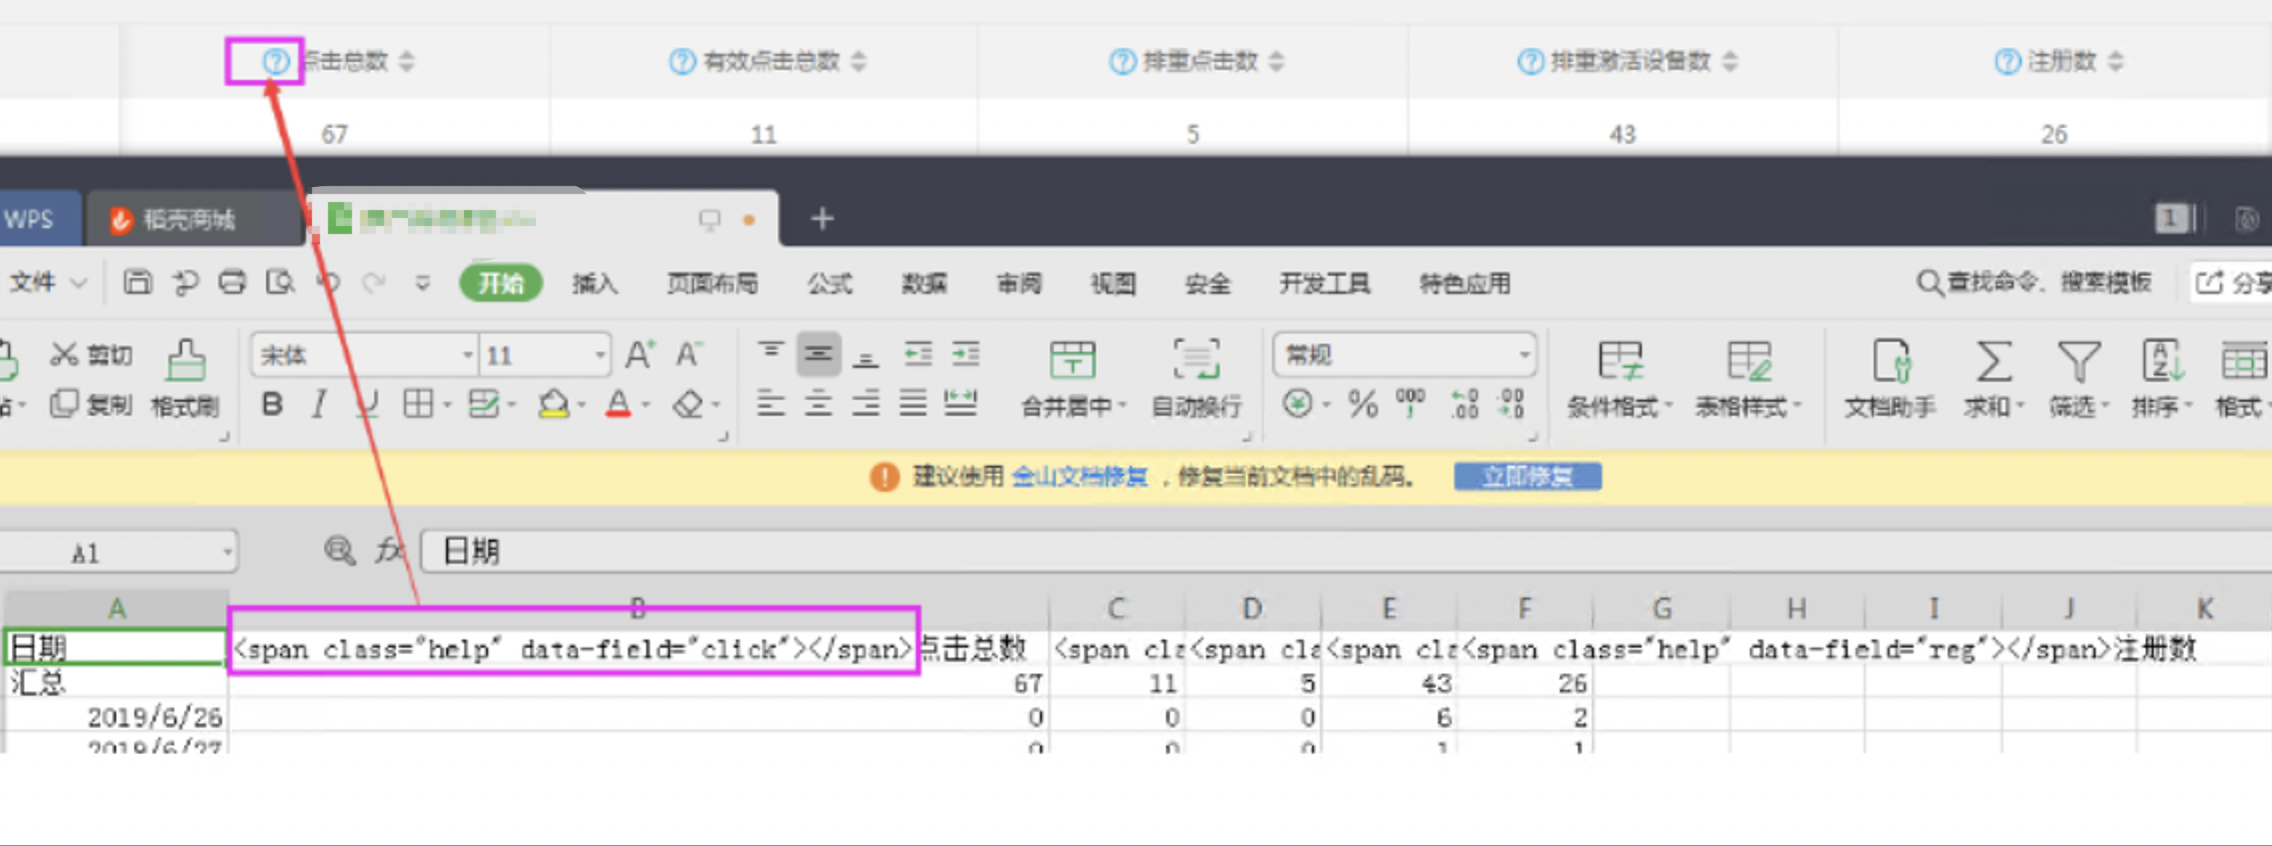 点击总数 有效点击总数 排重点击数 排重激活设备数 注册数
67 11 5 43 26
WPS 稻壳商城 + 1
文件 开始 插入 页面布局 公式 数据 审阅 视图 安全 开发工具 特色应用 查找命令、搜索模板 分享
剪切 宋体 11 A+ A- 常规
复制 格式刷 B I U A 合并居中 自动换行 % 000 .00 .00 条件格式 表格样式 文档助手 求和 筛选 排序 格式
建议使用 金山文档修复 ，修复当前文档中的乱码。 立即修复
A1 fx 日期
A B C D E F G H I J K
日期 <span class="help" data-field="click"></span>点击总数 <span cla <span cla <span cla <span class="help" data-field="reg"></span>注册数
汇总 67 11 5 43 26
2019/6/26 0 0 0 6 2
2019/6/27 0 0 0 1 1